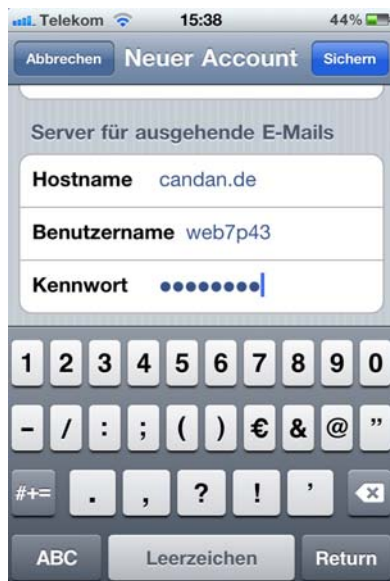 Telekom 15:38 44%
Abbrechen Neuer Account Sichern
Server für ausgehende E-Mails
Hostname candan.de
Benutzername web7p43
Kennwort ●●●●●●●●
1 2 3 4 5 6 7 8 9 0
- / : ; ( ) € & @ "
#+= . , ? ! '
ABC Leerzeichen Return